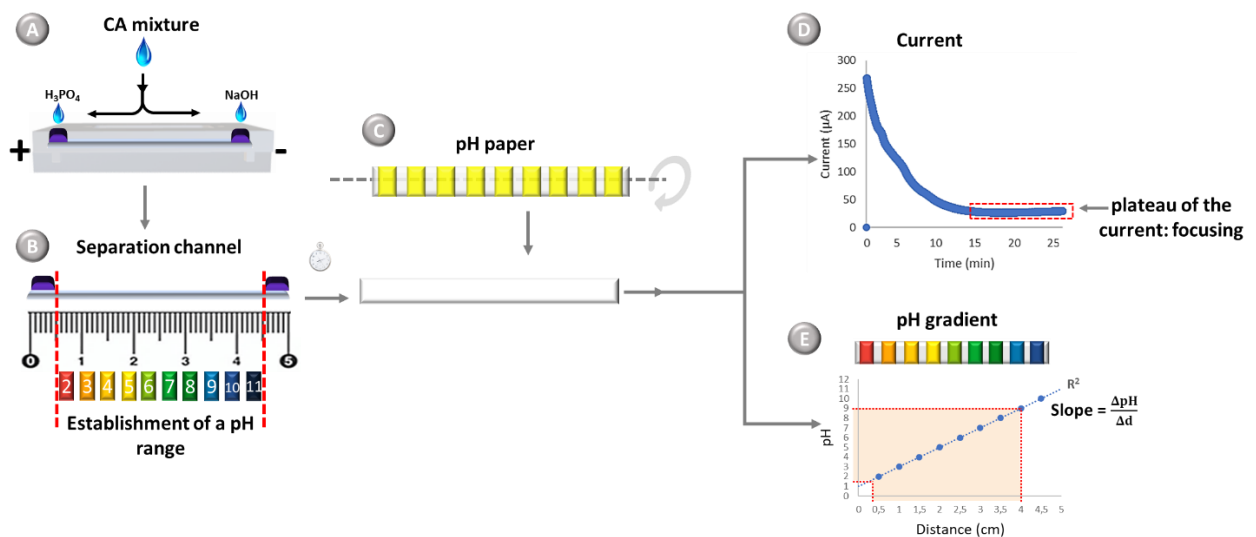 A
CA mixture
H₃PO₄
NaOH
+
-
B
Separation channel
0 1 2 3 4 5
2 3 4 5 6 7 8 9 10 11
Establishment of a pH
range
C
pH paper
D
Current
Current (µA)
300
250
200
150
100
50
0
0 5 10 15 20 25
Time (min)
plateau of the
current: focusing
E
pH gradient
pH
12
11
10
9
8
7
6
5
4
3
2
1
0
R²
Slope = ΔpH/Δd
0 0,5 1 1,5 2 2,5 3 3,5 4 4,5 5
Distance (cm)